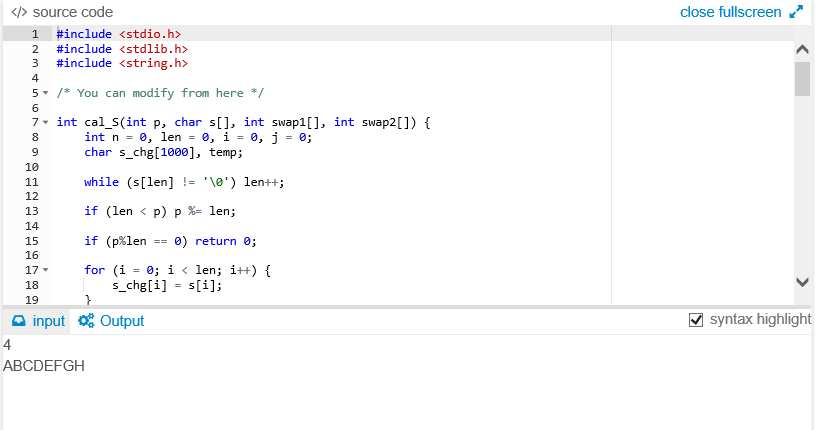 </> source code close fullscreen
1 #include <stdio.h>
2 #include <stdlib.h>
3 #include <string.h>
4
5 /* You can modify from here */
6
7 int cal_S(int p, char s[], int swap1[], int swap2[]) {
8 int n = 0, len = 0, i = 0, j = 0;
9 char s_chg[1000], temp;
10
11 while (s[len] != '\0') len++;
12
13 if (len < p) p %= len;
14
15 if (p%len == 0) return 0;
16
17 for (i = 0; i < len; i++) {
18 s_chg[i] = s[i];
19 }
input Output syntax highlight
4
ABCDEFGH